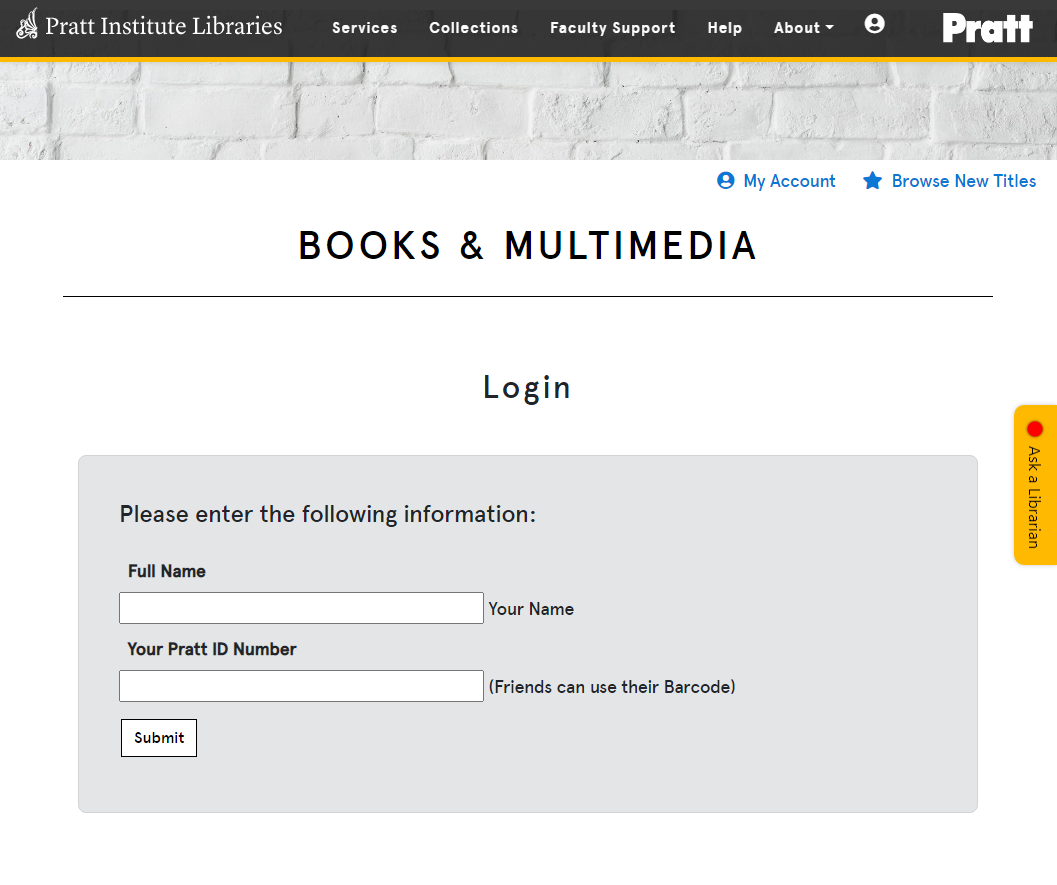 Pratt Institute Libraries
Services
Collections
Faculty Support
Help
About
Pratt
My Account
Browse New Titles
BOOKS & MULTIMEDIA
Login
Ask a Librarian
Please enter the following information:
Full Name
Your Name
Your Pratt ID Number
(Friends can use their Barcode)
Submit